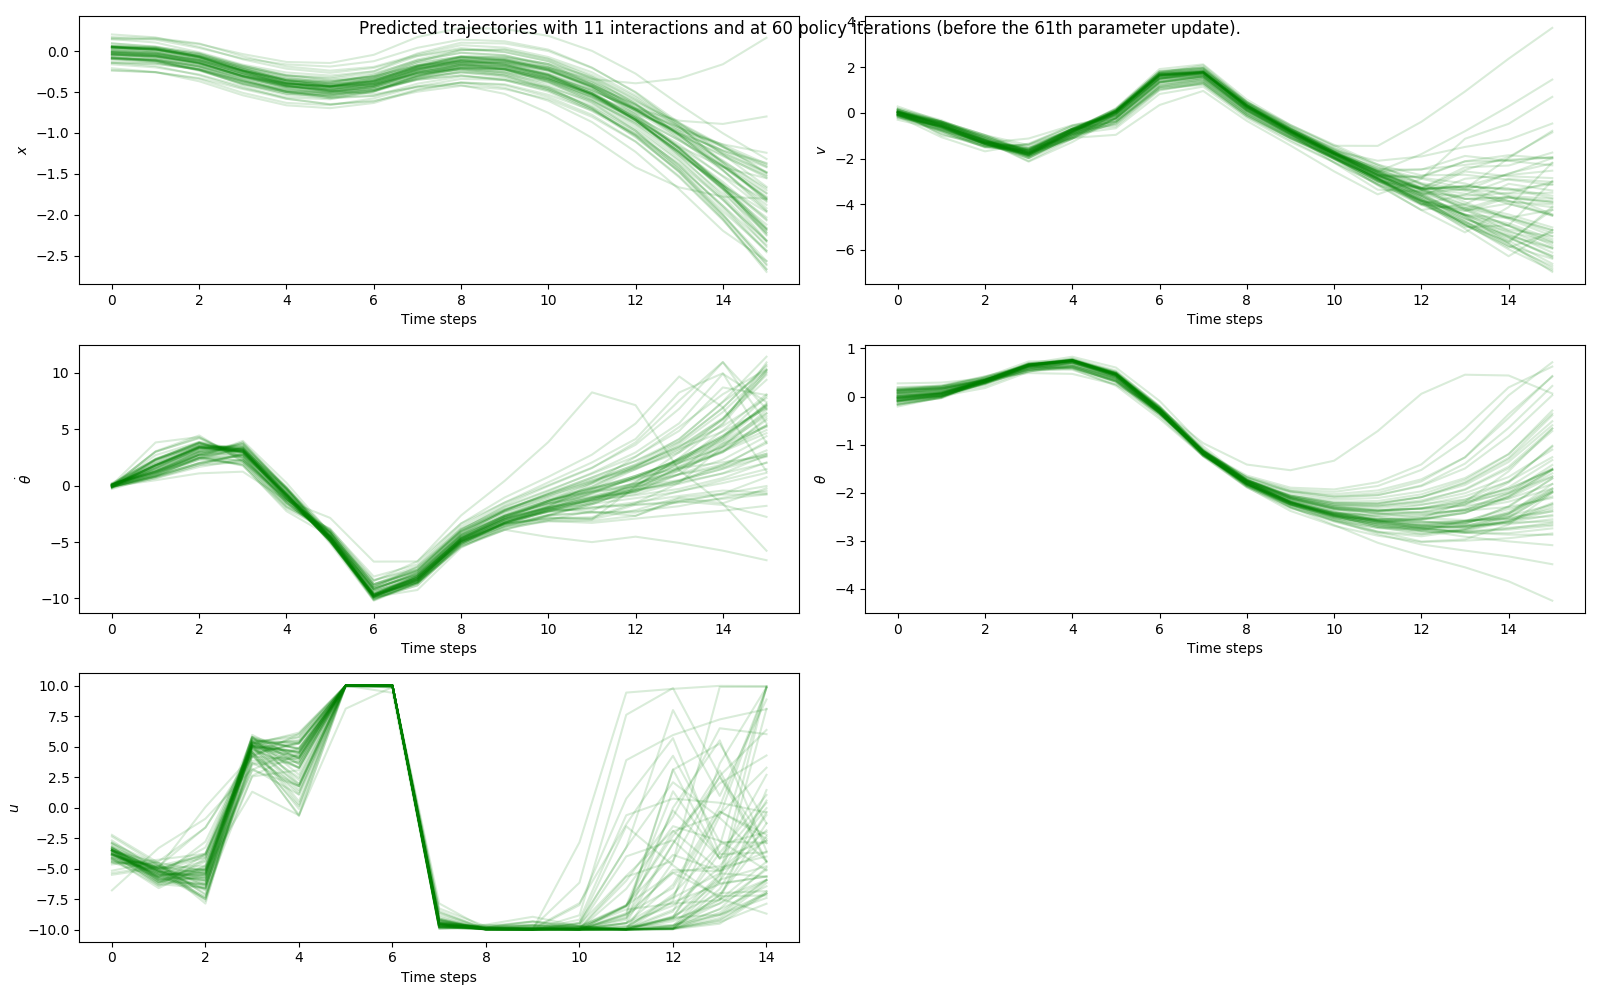 Predicted trajectories with 11 interactions and at 60 policy iterations (before the 61th parameter update).
0.0
−0.5
−1.0
−1.5
−2.0
−2.5
x
0 2 4 6 8 10 12 14
Time steps
4
2
0
−2
−4
−6
v
0 2 4 6 8 10 12 14
Time steps
10
5
0
−5
−10
θ̇
0 2 4 6 8 10 12 14
Time steps
1
0
−1
−2
−3
−4
θ
0 2 4 6 8 10 12 14
Time steps
10.0
7.5
5.0
2.5
0.0
−2.5
−5.0
−7.5
−10.0
u
0 2 4 6 8 10 12 14
Time steps